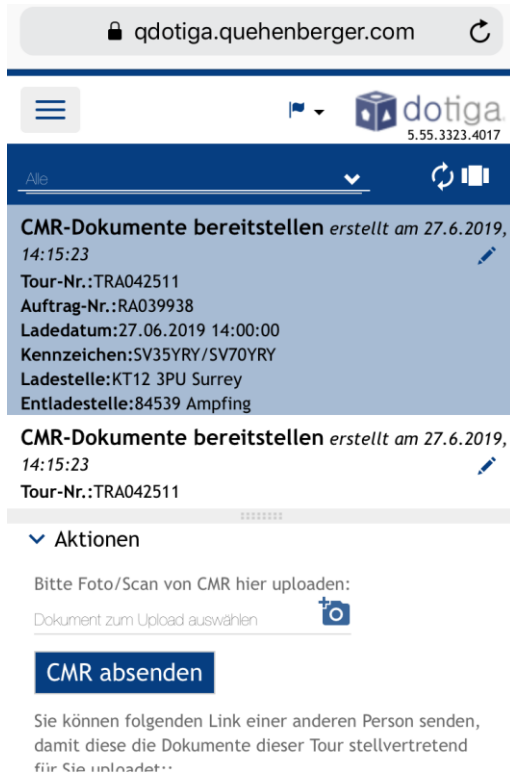 qdotiga.quehenberger.com
dotiga
5.55.3323.4017
Alle
CMR-Dokumente bereitstellen erstellt am 27.6.2019,
14:15:23
Tour-Nr.:TRA042511
Auftrag-Nr.:RA039938
Ladedatum:27.06.2019 14:00:00
Kennzeichen:SV35YRY/SV70YRY
Ladestelle:KT12 3PU Surrey
Entladestelle:84539 Ampfing
CMR-Dokumente bereitstellen erstellt am 27.6.2019,
14:15:23
Tour-Nr.:TRA042511
Aktionen
Bitte Foto/Scan von CMR hier uploaden:
Dokument zum Upload auswählen
CMR absenden
Sie können folgenden Link einer anderen Person senden,
damit diese die Dokumente dieser Tour stellvertretend
für Sie uploadet::